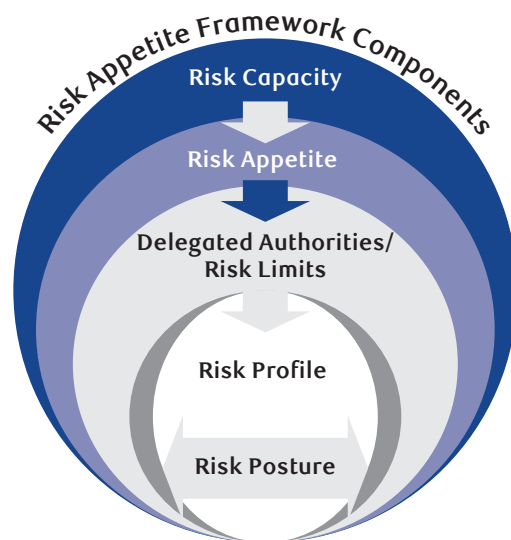 Risk Appetite Framework Components
Risk Capacity
Risk Appetite
Delegated Authorities/
Risk Limits
Risk Profile
Risk Posture